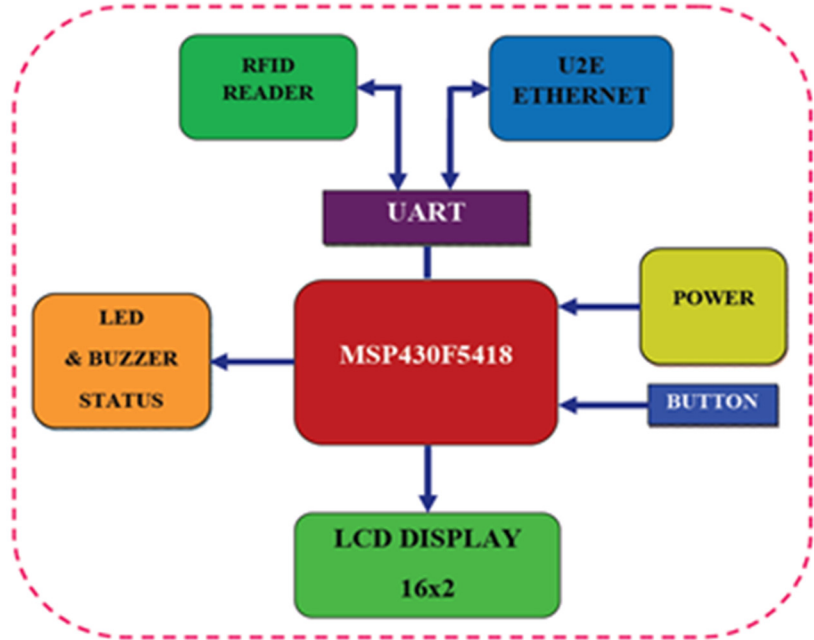 RFID
READER
U2E
ETHERNET
UART
POWER
LED
& BUZZER
STATUS
MSP430F5418
BUTTON
LCD DISPLAY
16x2